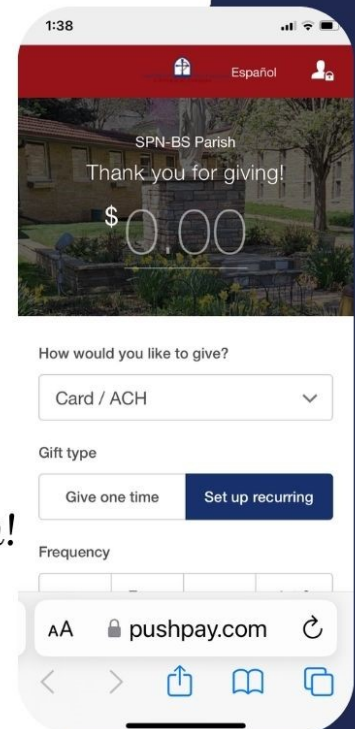 1:38
Español
SPN-BS Parish
Thank you for giving!
$0.00
How would you like to give?
Card / ACH
Gift type
Give one time Set up recurring
!
Frequency
AA pushpay.com